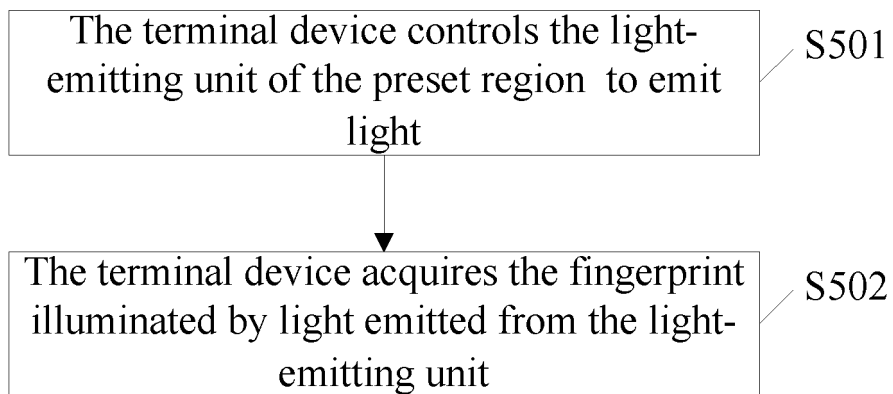 The terminal device controls the light-
emitting unit of the preset region to emit
light
S501
The terminal device acquires the fingerprint
illuminated by light emitted from the light-
emitting unit
S502